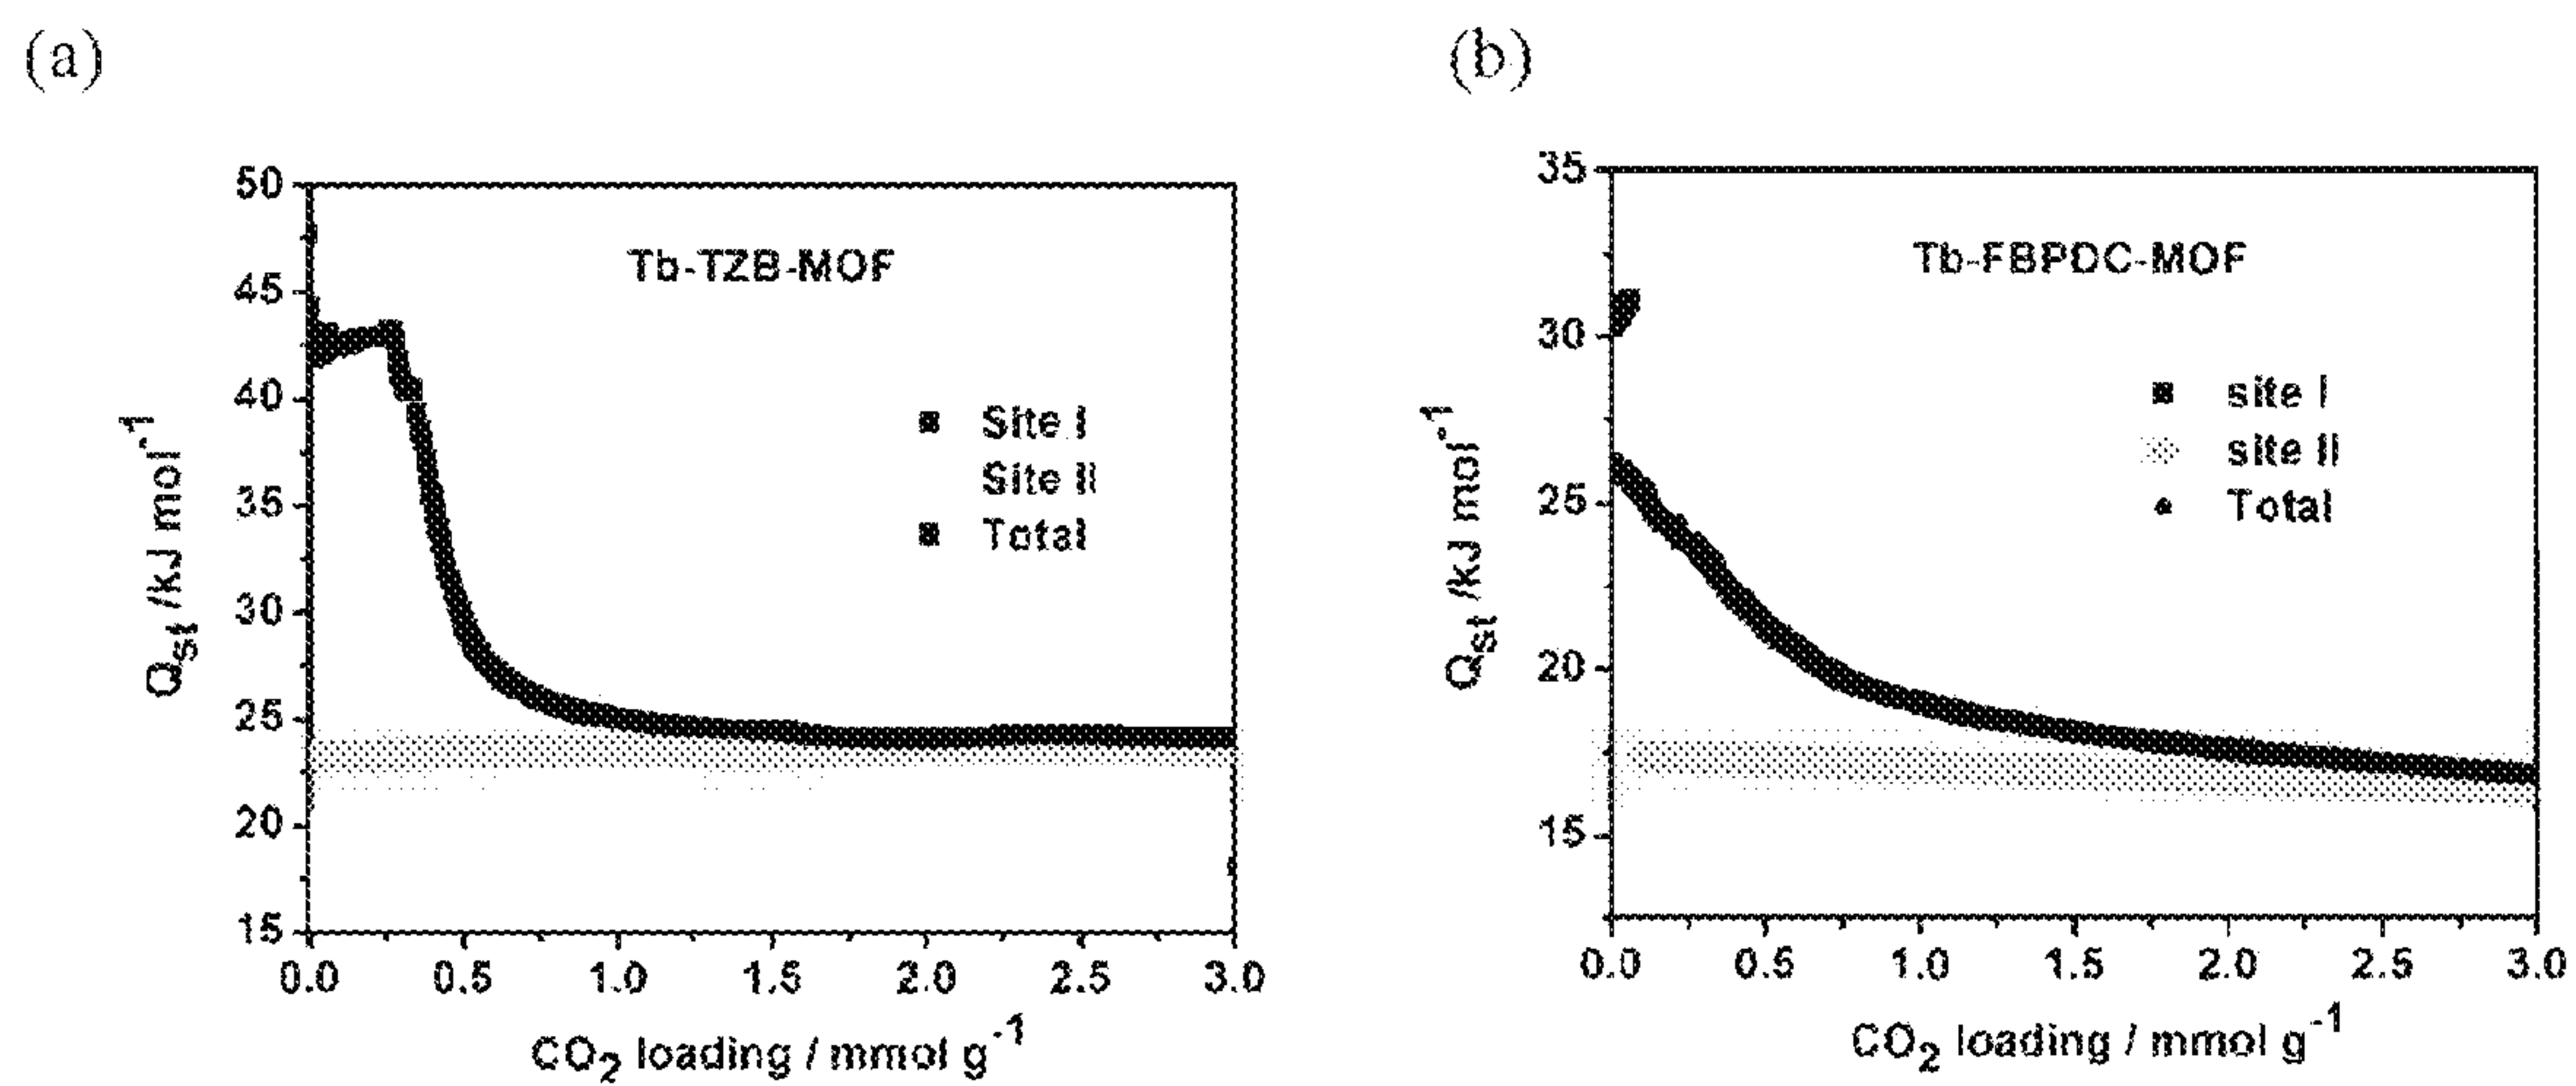 (a)
Tb-TZB-MOF
50
45
40
35
30
25
20
15
Q_st /kJ mol^-1
Site I
Site II
Total
0.0 0.5 1.0 1.5 2.0 2.5 3.0
CO₂ loading / mmol g^-1
(b)
Tb-FBPDC-MOF
35
30
25
20
15
Q_st /kJ mol^-1
site I
site II
Total
0.0 0.5 1.0 1.5 2.0 2.5 3.0
CO₂ loading / mmol g^-1